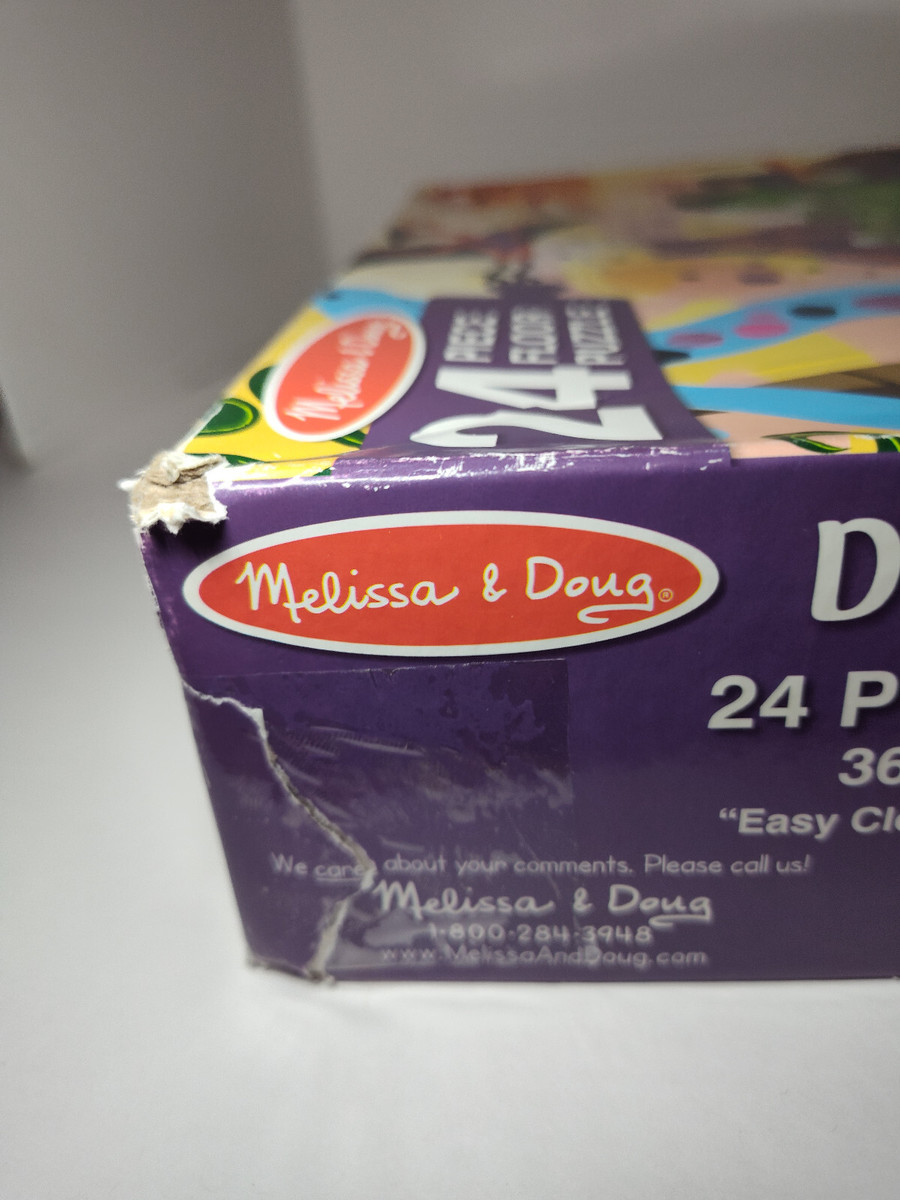 Melissa & Doug
24
PIECE
FLOOR
PUZZLE
Melissa & Doug®
D
24 P
36
"Easy Cle
We care about your comments. Please call us!
Melissa & Doug
1-800-284-3948
www.MelissaAndDoug.com